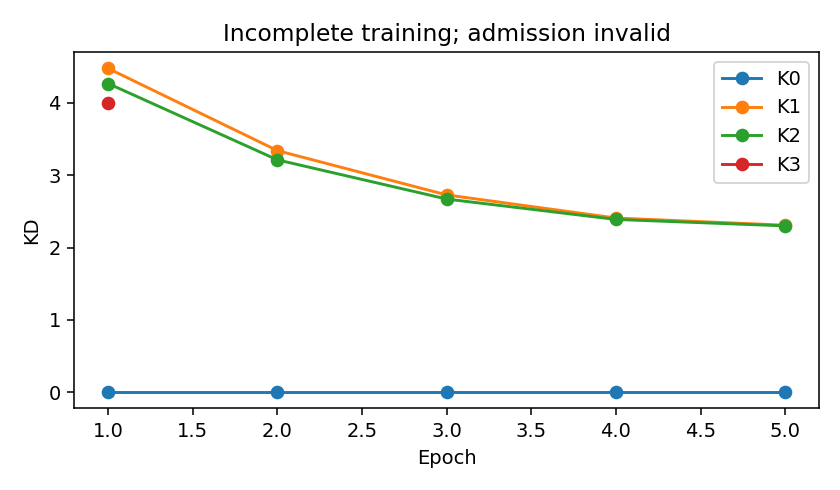 Incomplete training; admission invalid
KD
4
3
2
1
0
K0
K1
K2
K3
1.0 1.5 2.0 2.5 3.0 3.5 4.0 4.5 5.0
Epoch